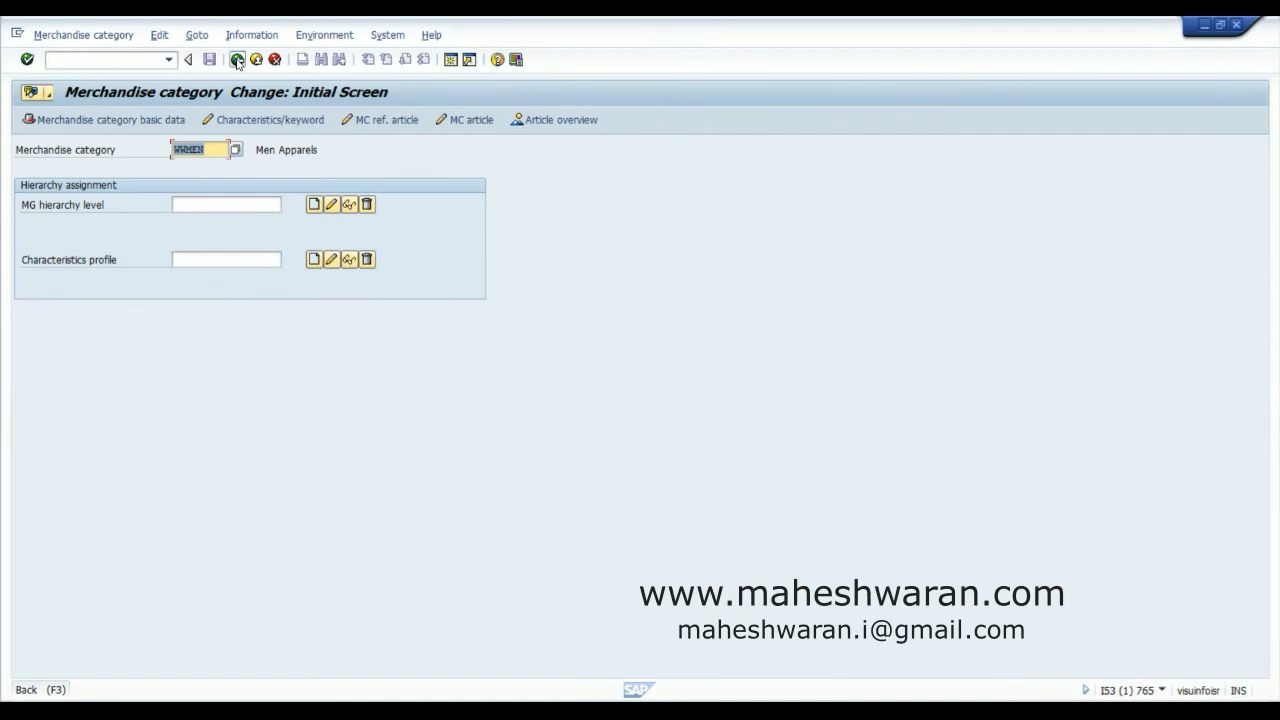 Merchandise category Edit Goto Information Environment System Help
Merchandise category Change: Initial Screen
Merchandise category basic data Characteristics/keyword MC ref. article MC article Article overview
Merchandise category WWMEN Men Apparels
Hierarchy assignment
MG hierarchy level
Characteristics profile
www.maheshwaran.com
maheshwaran.i@gmail.com
Back (F3) SAP I53 (1) 765 visuinfoisr INS